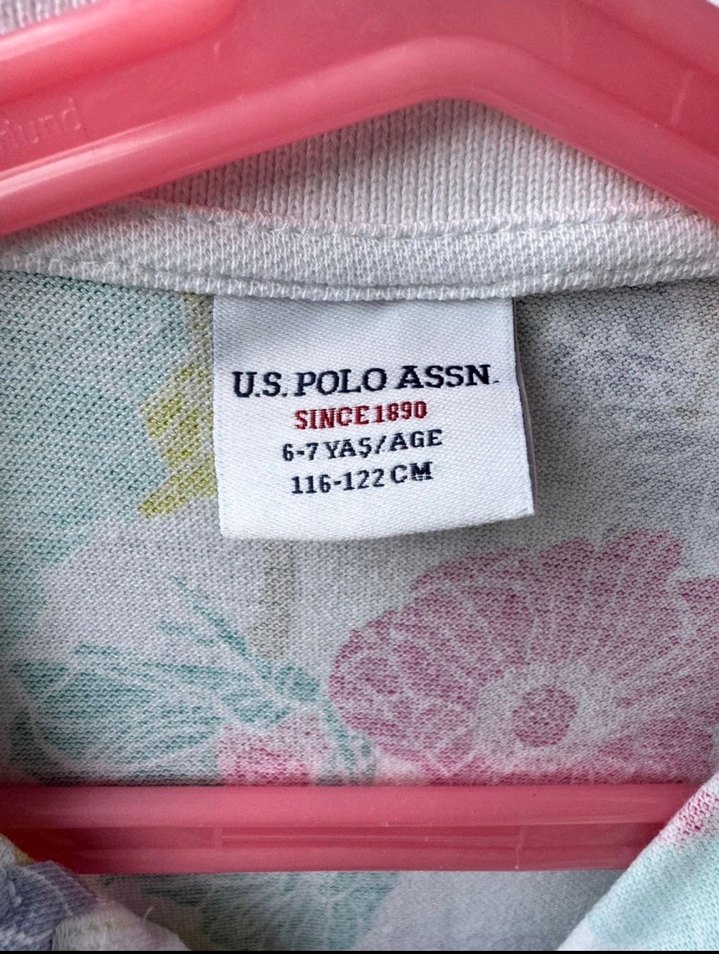 U.S. POLO ASSN.
SINCE 1890
6-7 YAŞ/AGE
116-122 CM